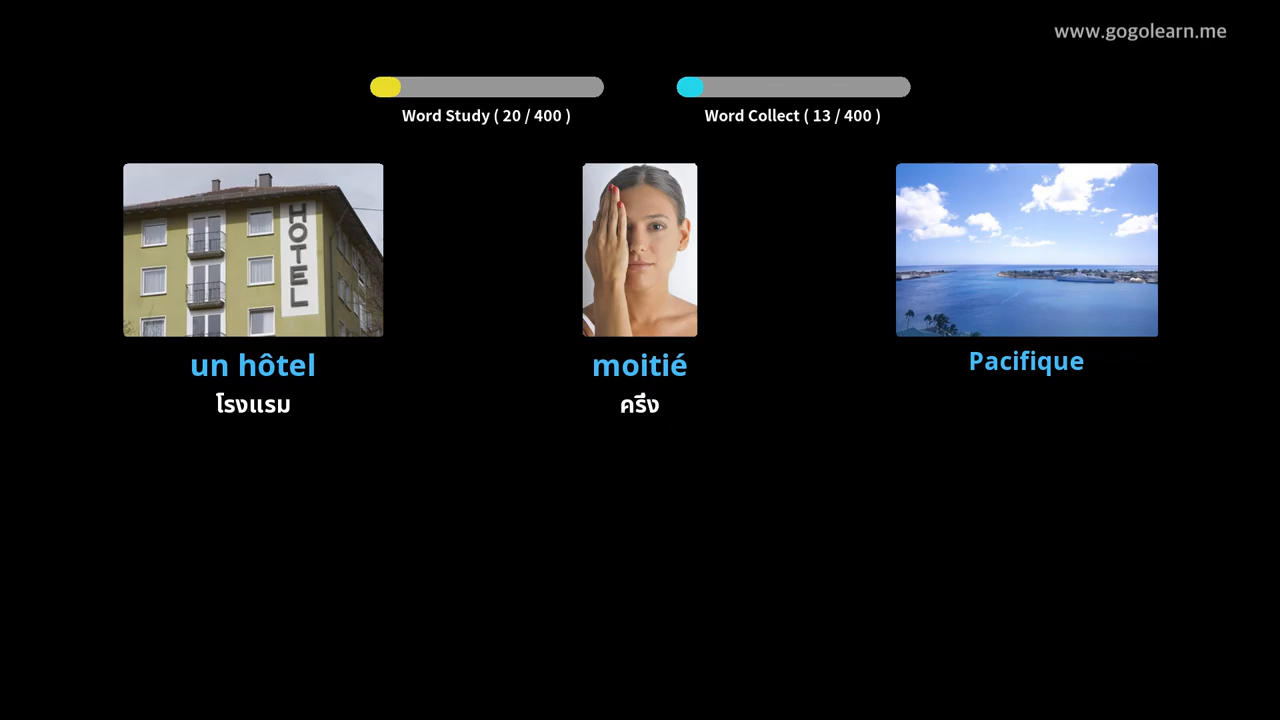 www.gogolearn.me
Word Study ( 20 / 400 )
Word Collect ( 13 / 400 )
HOTEL
un hôtel
moitié
Pacifique
โรงแรม
ครึ่ง